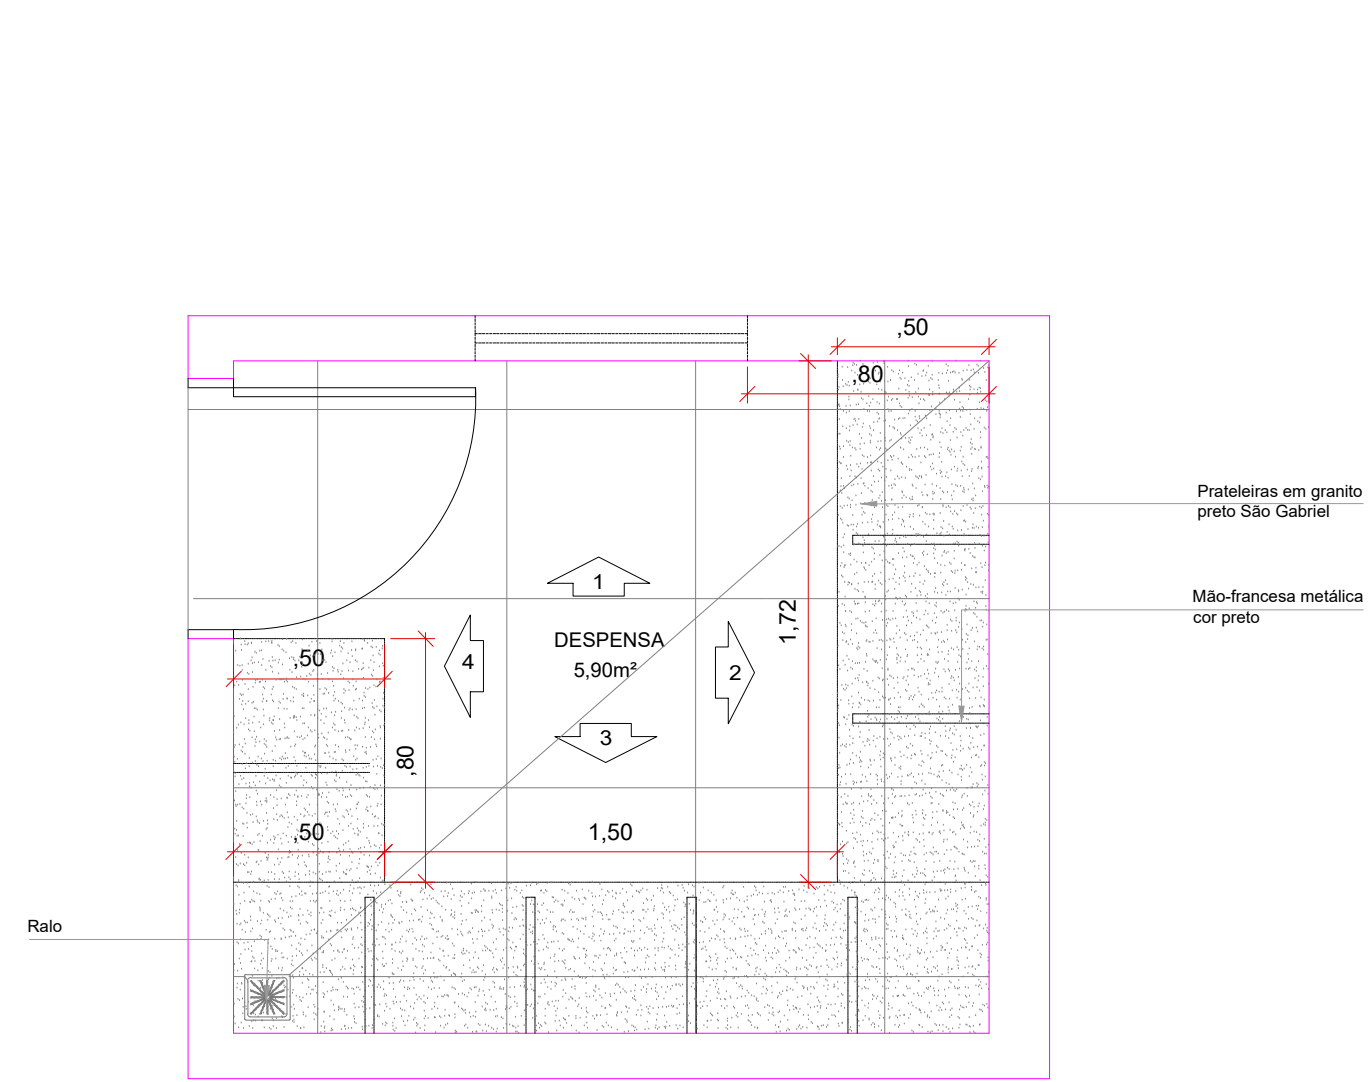 ,50
,80
Prateleiras em granito
preto São Gabriel
1
Mão-francesa metálica
cor preto
1,72
DESPENSA
5,90m²
,50
4
2
3
,80
,50
1,50
Ralo